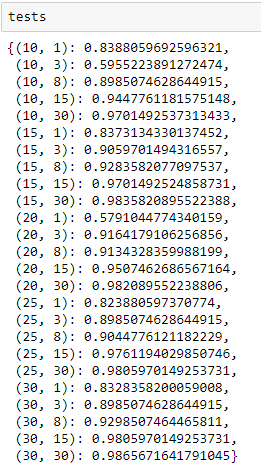 tests
{(10, 1): 0.8388059692596321,
(10, 3): 0.5955223891272474,
(10, 8): 0.8985074628644915,
(10, 15): 0.9447761181575148,
(10, 30): 0.9701492537313433,
(15, 1): 0.8373134330137452,
(15, 3): 0.9059701494316557,
(15, 8): 0.9283582077097537,
(15, 15): 0.9701492524858731,
(15, 30): 0.9835820895522388,
(20, 1): 0.5791044774340159,
(20, 3): 0.9164179106256856,
(20, 8): 0.9134328359988199,
(20, 15): 0.9507462686567164,
(20, 30): 0.982089552238806,
(25, 1): 0.823880597370774,
(25, 3): 0.8985074628644915,
(25, 8): 0.9044776121182229,
(25, 15): 0.9761194029850746,
(25, 30): 0.9805970149253731,
(30, 1): 0.8328358200059008,
(30, 3): 0.8985074628644915,
(30, 8): 0.9298507464465811,
(30, 15): 0.9805970149253731,
(30, 30): 0.9865671641791045}